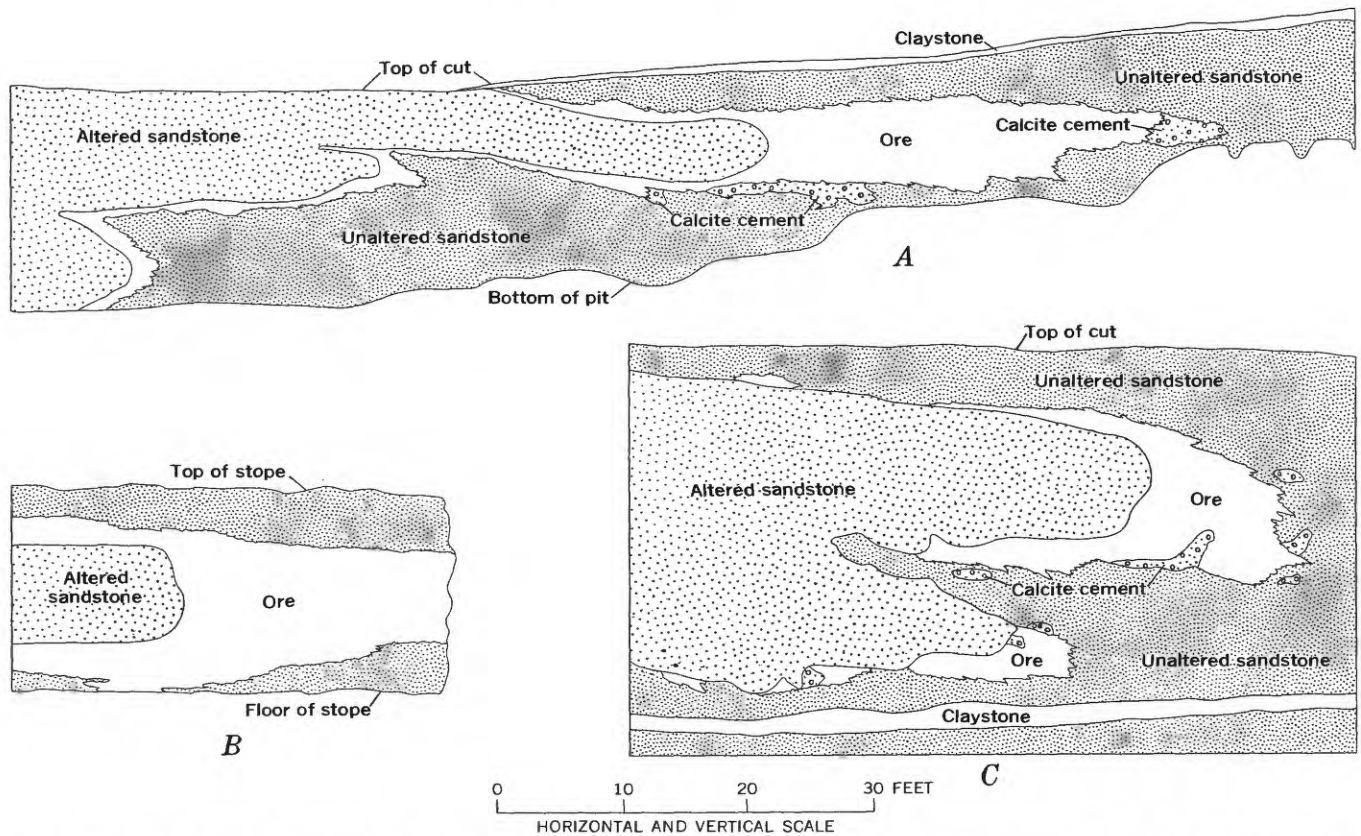 Claystone
Top of cut
Unaltered sandstone
Altered sandstone
Calcite cement
Ore
Calcite cement
Unaltered sandstone
A
Bottom of pit
Top of cut
Unaltered sandstone
Top of stope
Altered sandstone
Ore
Altered
sandstone
Ore
Calcite cement
Ore
Unaltered sandstone
Floor of stope
Claystone
B
C
0 10 20 30 FEET
HORIZONTAL AND VERTICAL SCALE